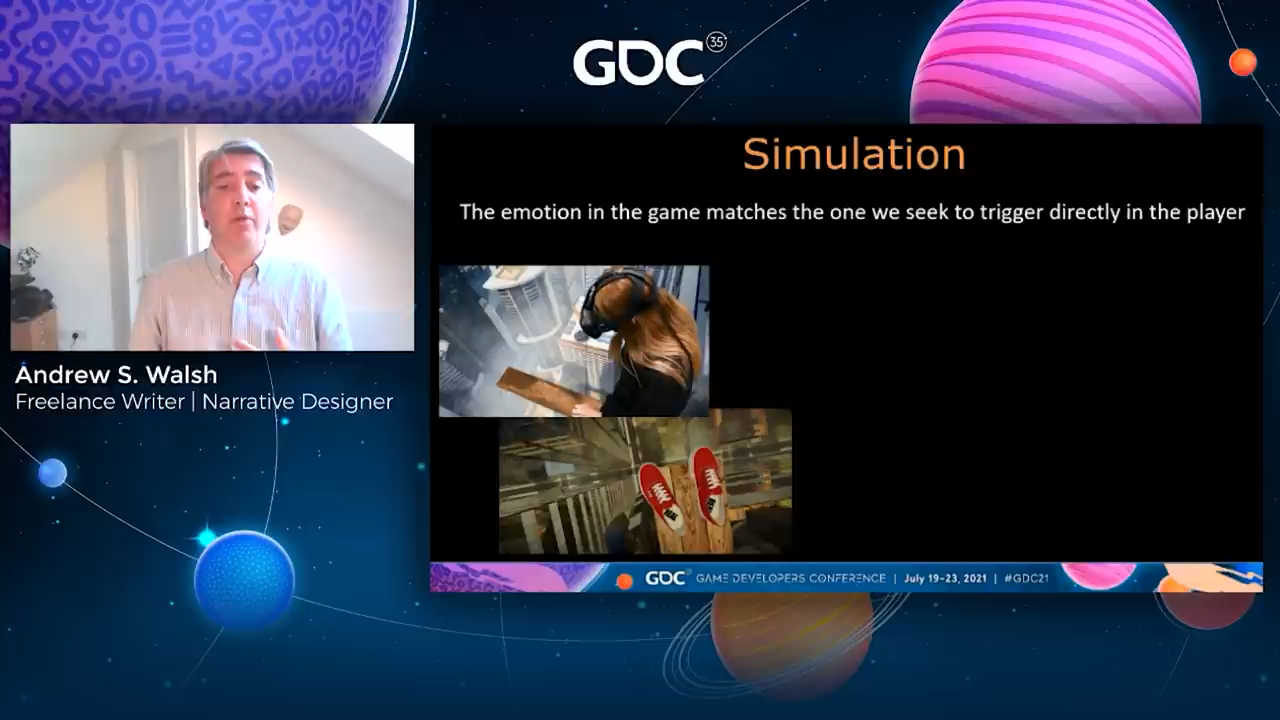 GDC 35
Simulation
The emotion in the game matches the one we seek to trigger directly in the player
Andrew S. Walsh
Freelance Writer | Narrative Designer
GDC GAME DEVELOPERS CONFERENCE | July 19-23, 2021 | #GDC21